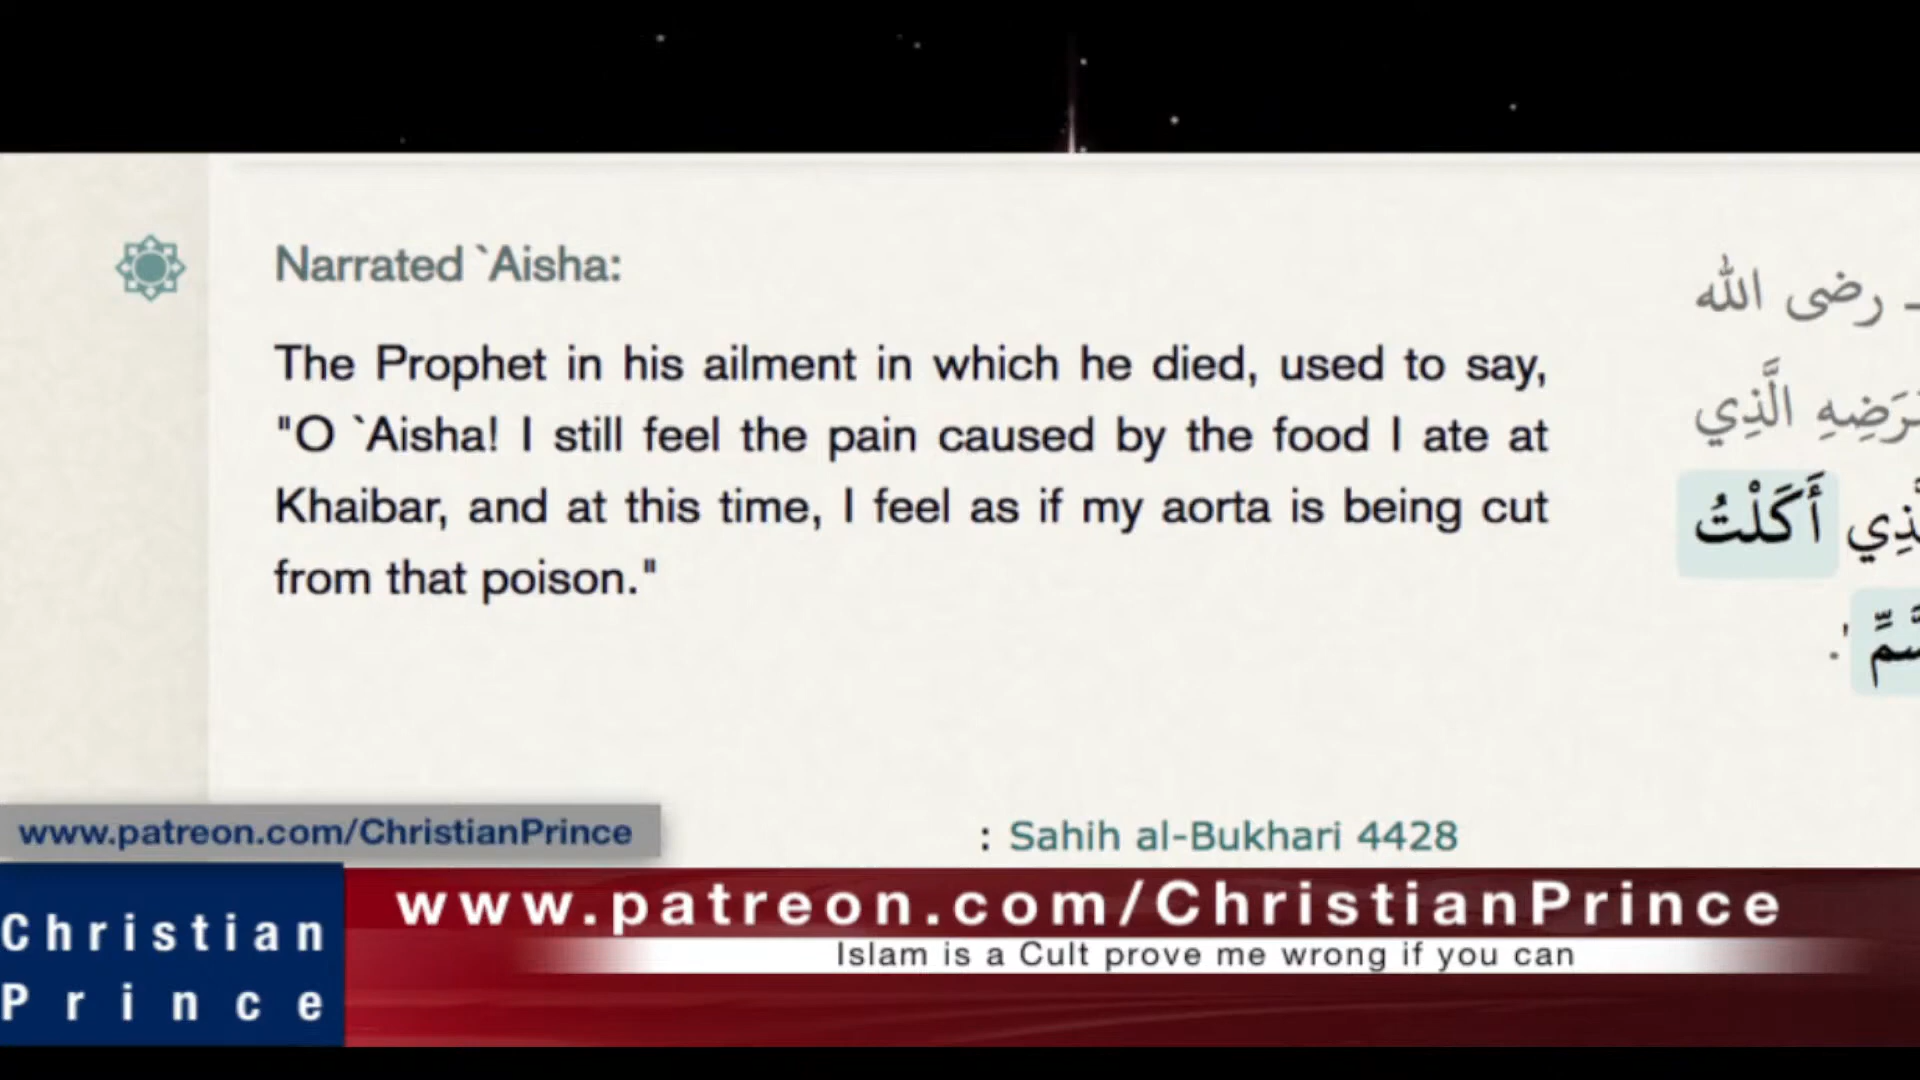 Narrated `Aisha:
The Prophet in his ailment in which he died, used to say,
"O `Aisha! I still feel the pain caused by the food I ate at
Khaibar, and at this time, I feel as if my aorta is being cut
from that poison."
رضى الله
الَّذِي
أَكَلْتُ
: Sahih al-Bukhari 4428
www.patreon.com/ChristianPrince
Christian
Prince
www.patreon.com/ChristianPrince
Islam is a Cult prove me wrong if you can